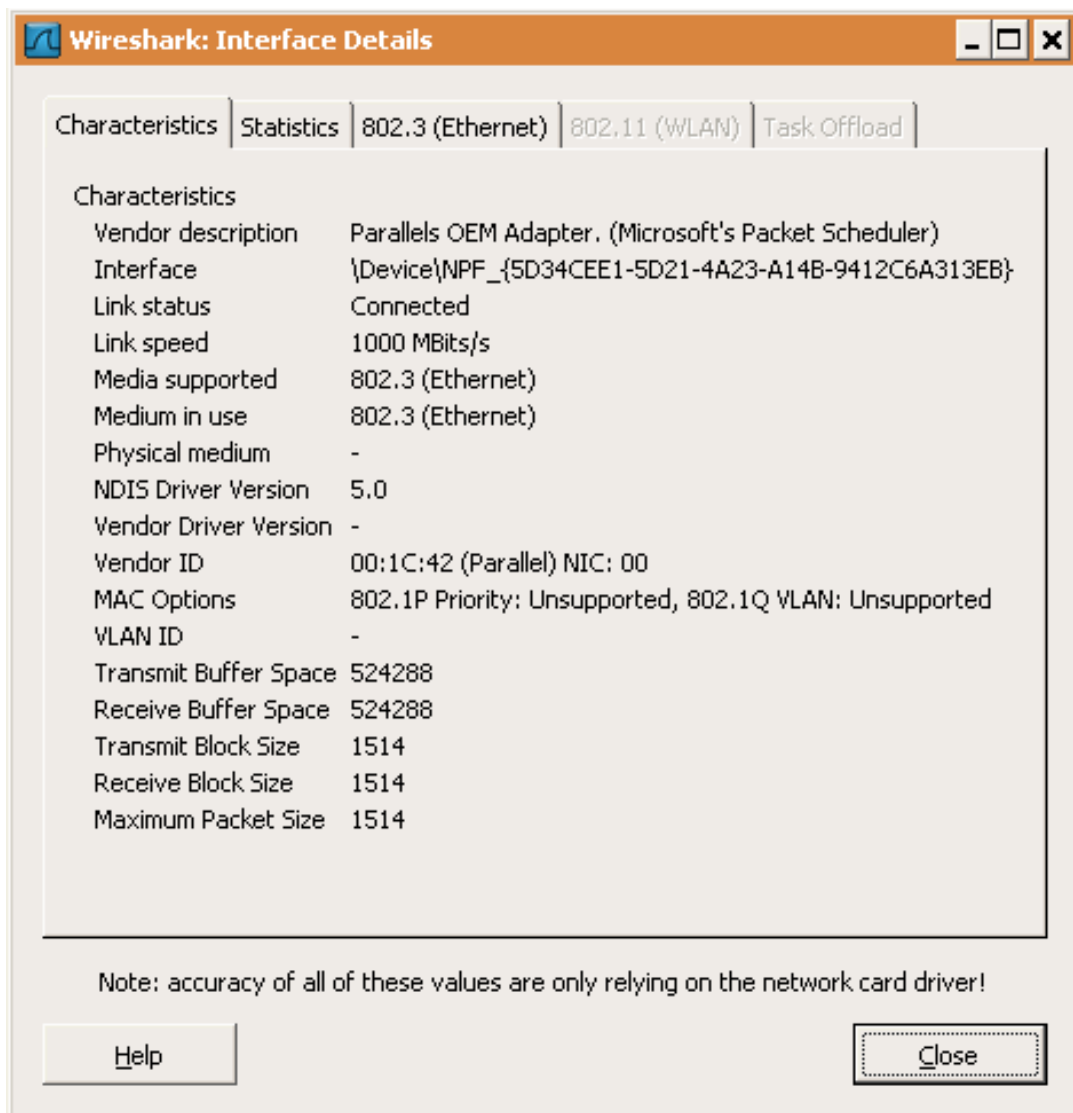 Wireshark: Interface Details
Characteristics Statistics 802.3 (Ethernet) 802.11 (WLAN) Task Offload
Characteristics
Vendor description Parallels OEM Adapter. (Microsoft's Packet Scheduler)
Interface \Device\NPF_{5D34CEE1-5D21-4A23-A14B-9412C6A313EB}
Link status Connected
Link speed 1000 MBits/s
Media supported 802.3 (Ethernet)
Medium in use 802.3 (Ethernet)
Physical medium -
NDIS Driver Version 5.0
Vendor Driver Version -
Vendor ID 00:1C:42 (Parallel) NIC: 00
MAC Options 802.1P Priority: Unsupported, 802.1Q VLAN: Unsupported
VLAN ID -
Transmit Buffer Space 524288
Receive Buffer Space 524288
Transmit Block Size 1514
Receive Block Size 1514
Maximum Packet Size 1514
Note: accuracy of all of these values are only relying on the network card driver!
Help Close